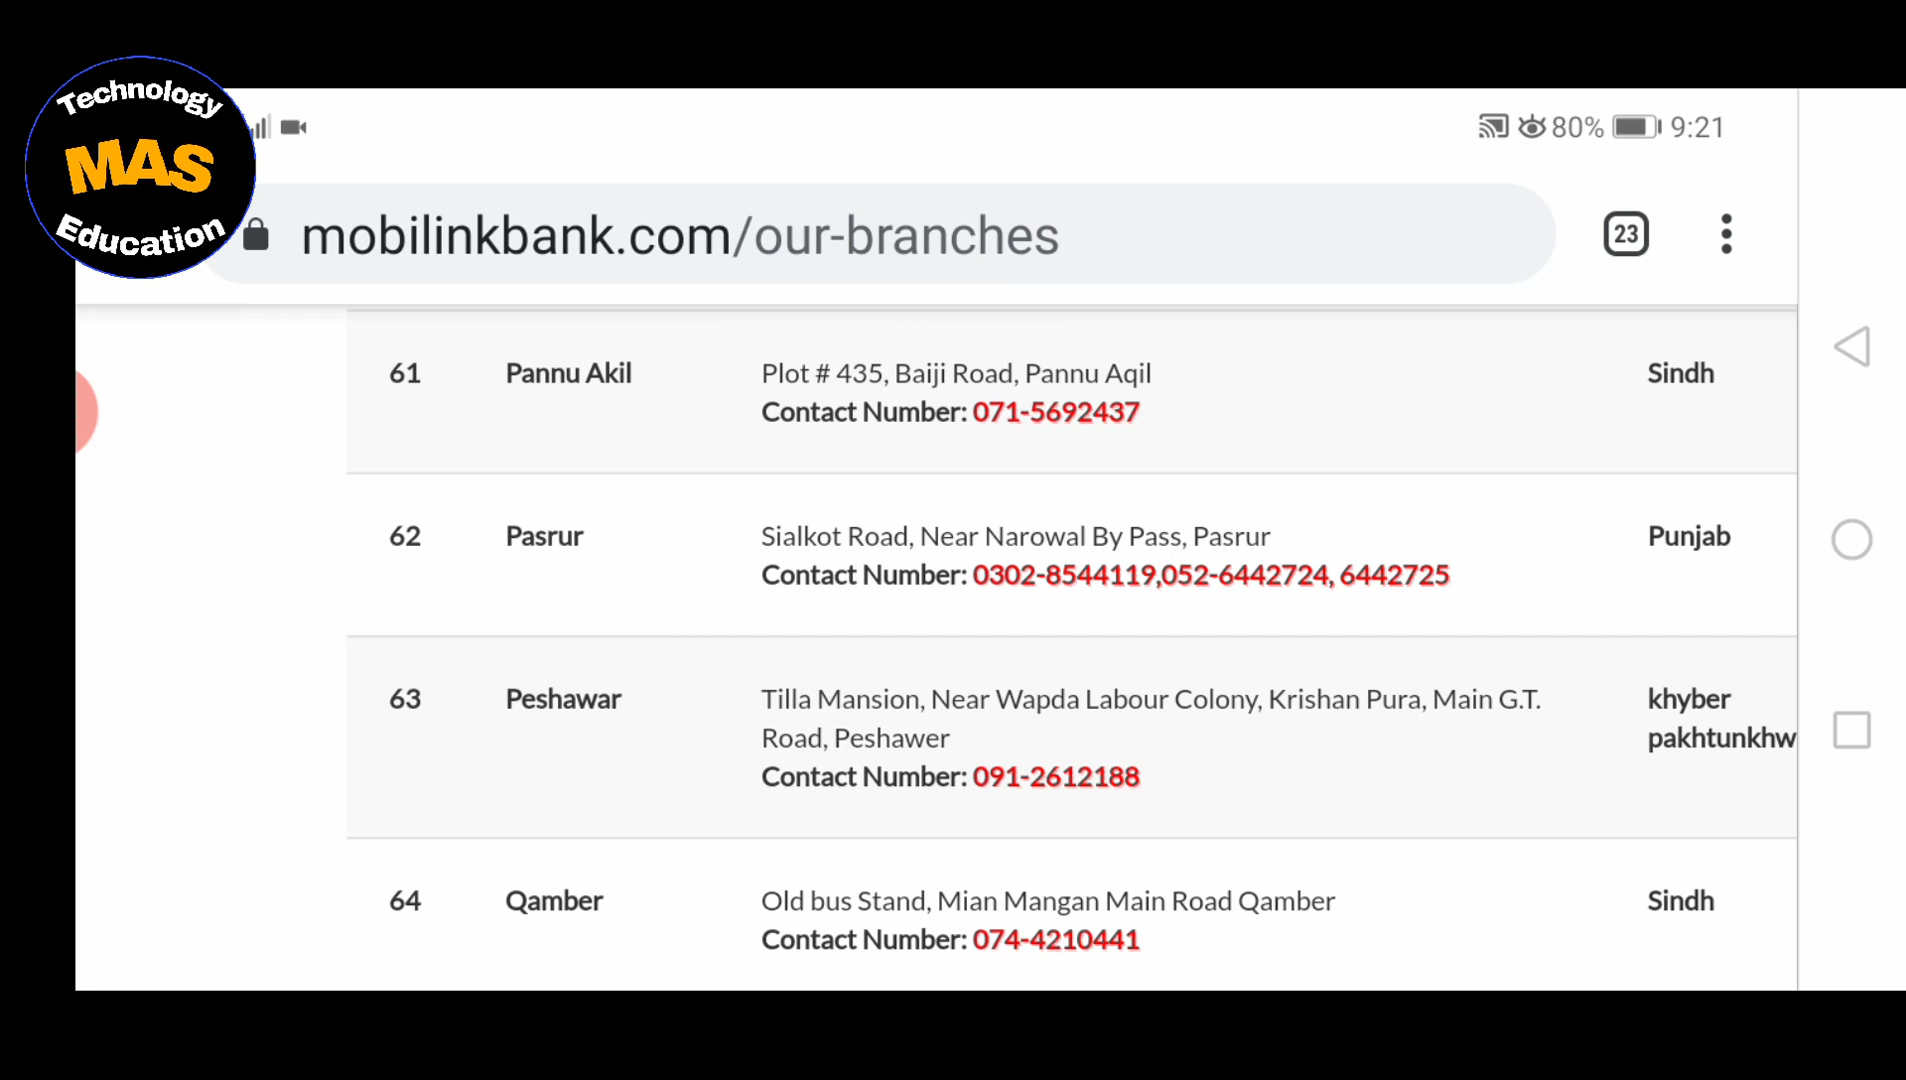 Technology
MAS
Education
80% 9:21
mobilinkbank.com/our-branches
23
61 Pannu Akil Plot # 435, Baiji Road, Pannu Aqil Sindh
Contact Number: 071-5692437
62 Pasrur Sialkot Road, Near Narowal By Pass, Pasrur Punjab
Contact Number: 0302-8544119,052-6442724, 6442725
63 Peshawar Tilla Mansion, Near Wapda Labour Colony, Krishan Pura, Main G.T. khyber
Road, Peshawer pakhtunkhw
Contact Number: 091-2612188
64 Qamber Old bus Stand, Mian Mangan Main Road Qamber Sindh
Contact Number: 074-4210441